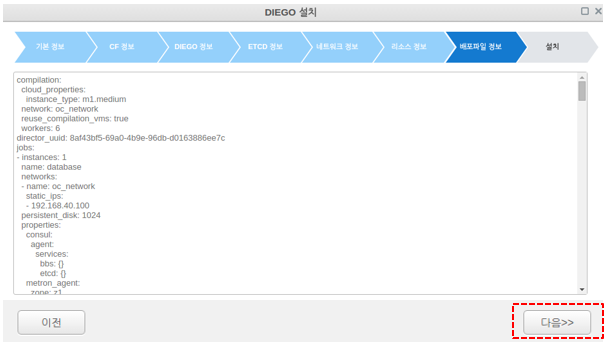 DIEGO 설치
기본 정보
CF 정보
DIEGO 정보
ETCD 정보
네트워크 정보
리소스 정보
배포파일 정보
설치
compilation:
cloud_properties:
instance_type: m1.medium
network: oc_network
reuse_compilation_vms: true
workers: 6
director_uuid: 8af43bf5-69a0-4b9e-96db-d0163886ee7c
jobs:
- instances: 1
name: database
networks:
- name: oc_network
static_ips:
- 192.168.40.100
persistent_disk: 1024
properties:
consul:
agent:
services:
bbs: {}
etcd: {}
metron_agent:
zone: z1
이전
다음>>